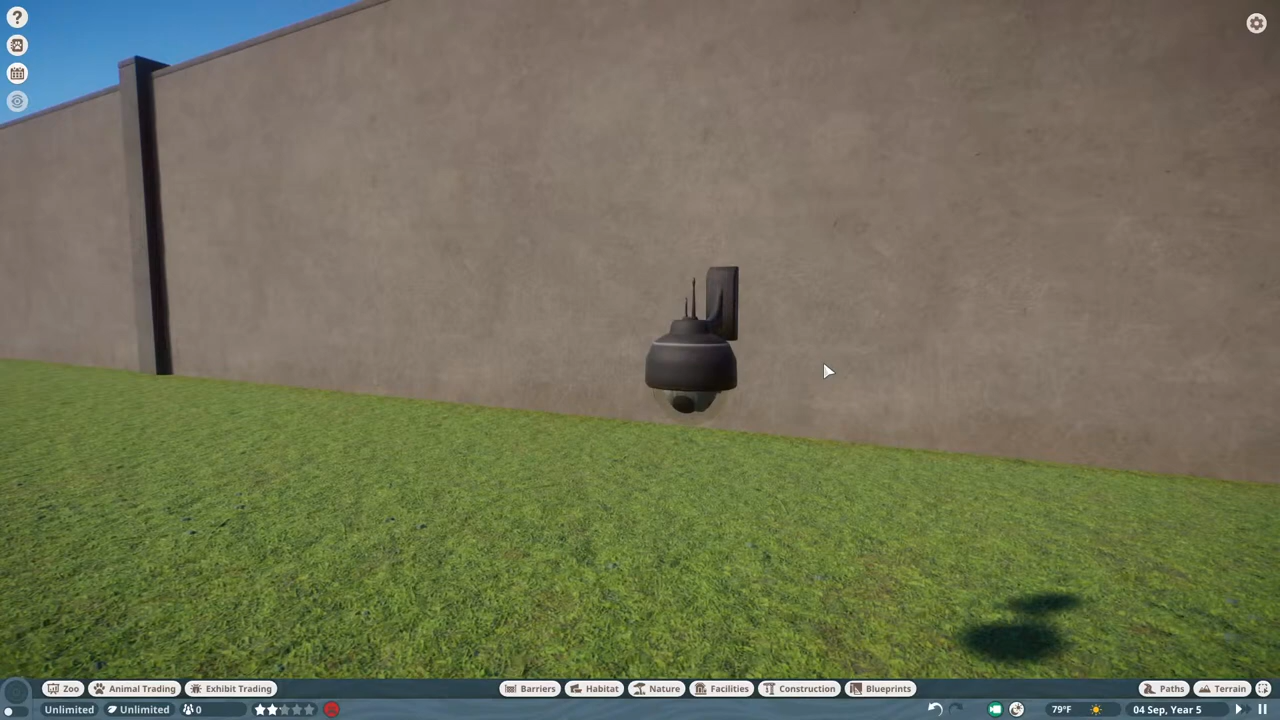 ?
Zoo Animal Trading Exhibit Trading Barriers Habitat Nature Facilities Construction Blueprints Paths Terrain
Unlimited Unlimited 0 79°F 04 Sep, Year 5